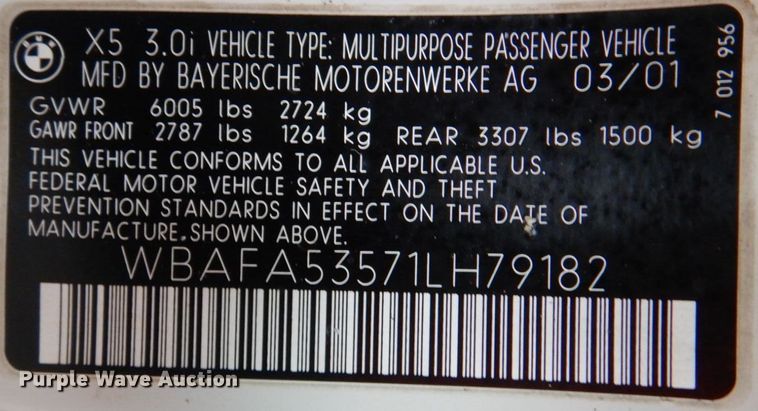 X5 3.0i VEHICLE TYPE: MULTIPURPOSE PASSENGER VEHICLE
MFD BY BAYERISCHE MOTORENWERKE AG 03/01
GVWR 6005 lbs 2724 kg
GAWR FRONT 2787 lbs 1264 kg REAR 3307 lbs 1500 kg
THIS VEHICLE CONFORMS TO ALL APPLICABLE U.S.
FEDERAL MOTOR VEHICLE SAFETY AND THEFT
PREVENTION STANDARDS IN EFFECT ON THE DATE OF
MANUFACTURE SHOWN ABOVE.
WBAFA53571LH79182
7 012 956
Purple Wave Auction